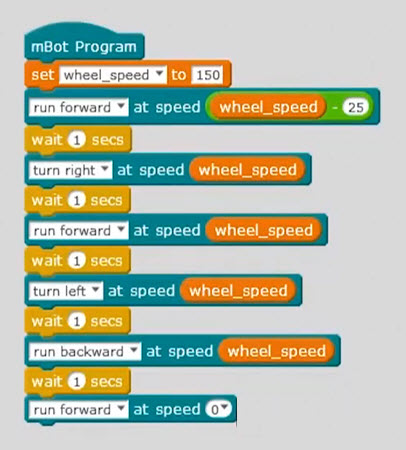 mBot Program
set wheel_speed to 150
run forward at speed wheel_speed - 25
wait 1 secs
turn right at speed wheel_speed
wait 1 secs
run forward at speed wheel_speed
wait 1 secs
turn left at speed wheel_speed
wait 1 secs
run backward at speed wheel_speed
wait 1 secs
run forward at speed 0